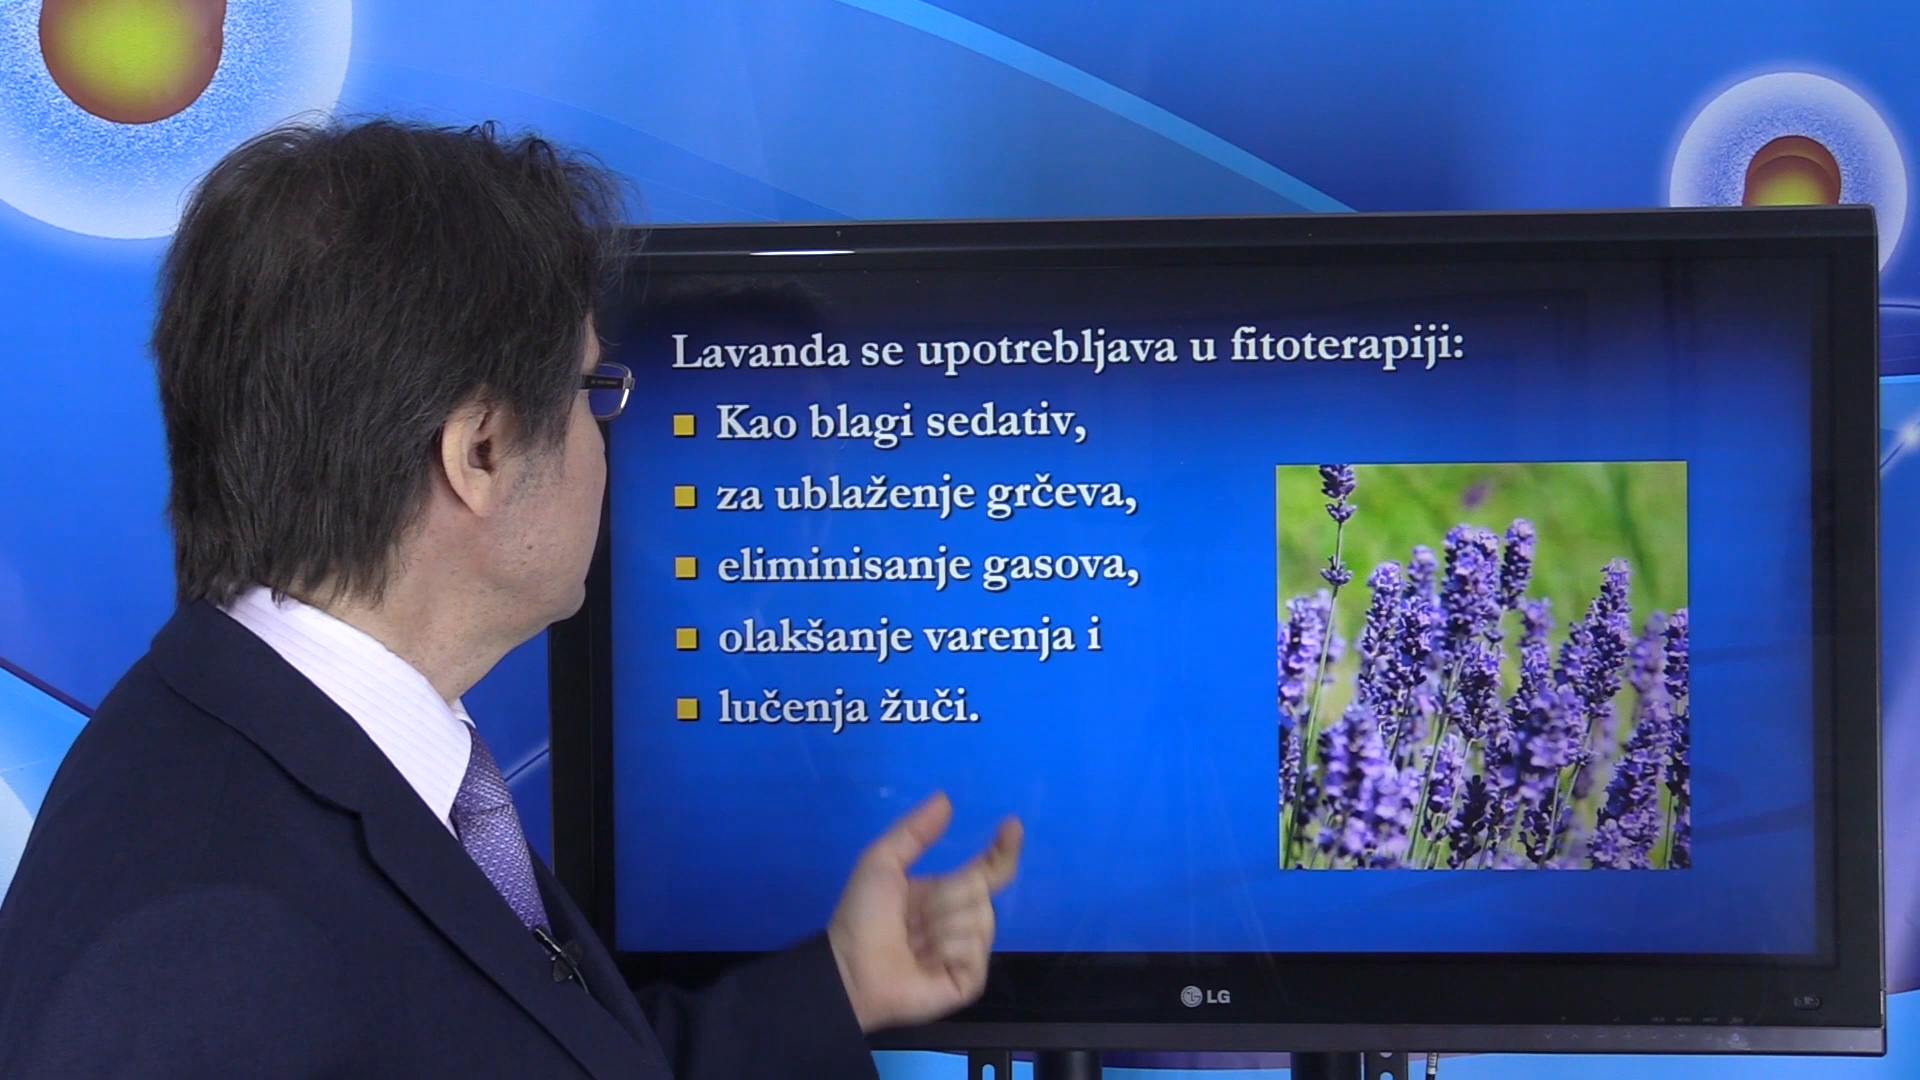 Lavanda se upotrebljava u fitoterapiji:
Kao blagi sedativ,
za ublaženje grčeva,
eliminisanje gasova,
olakšanje varenja i
lučenja žuči.
LG